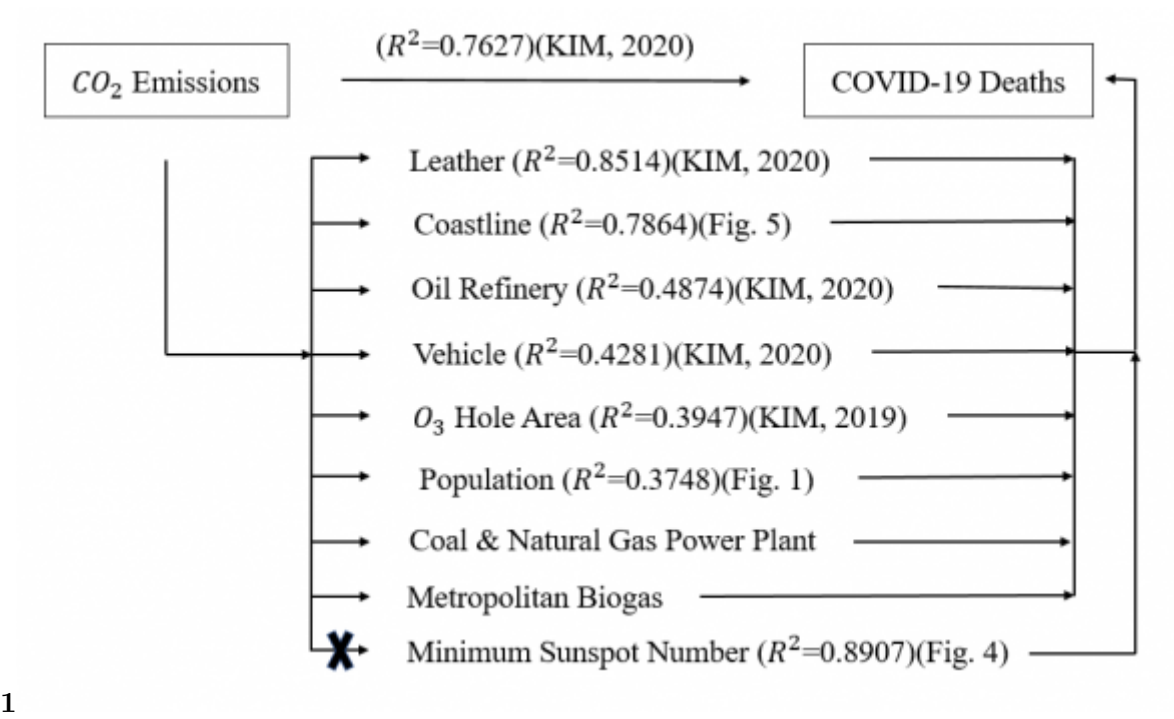 (R²=0.7627)(KIM, 2020)
CO₂ Emissions
COVID-19 Deaths
Leather (R²=0.8514)(KIM, 2020)
Coastline (R²=0.7864)(Fig. 5)
Oil Refinery (R²=0.4874)(KIM, 2020)
Vehicle (R²=0.4281)(KIM, 2020)
O₃ Hole Area (R²=0.3947)(KIM, 2019)
Population (R²=0.3748)(Fig. 1)
Coal & Natural Gas Power Plant
Metropolitan Biogas
Minimum Sunspot Number (R²=0.8907)(Fig. 4)
1